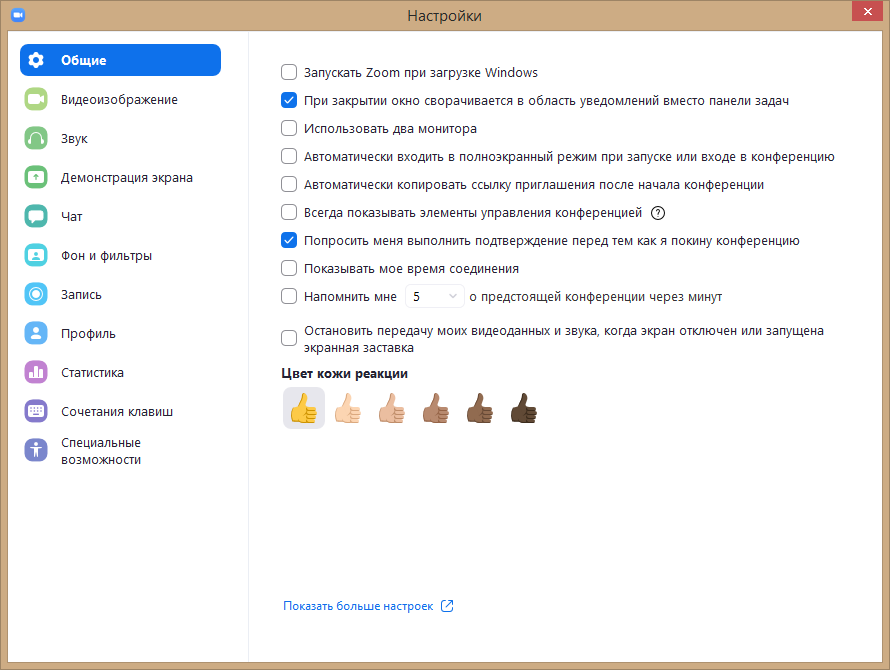 Настройки
Общие
Видеоизображение
Звук
Демонстрация экрана
Чат
Фон и фильтры
Запись
Профиль
Статистика
Сочетания клавиш
Специальные
возможности
Запускать Zoom при загрузке Windows
При закрытии окно сворачивается в область уведомлений вместо панели задач
Использовать два монитора
Автоматически входить в полноэкранный режим при запуске или входе в конференцию
Автоматически копировать ссылку приглашения после начала конференции
Всегда показывать элементы управления конференцией ?
Попросить меня выполнить подтверждение перед тем как я покину конференцию
Показывать мое время соединения
Напомнить мне 5 о предстоящей конференции через минут
Остановить передачу моих видеоданных и звука, когда экран отключен или запущена
экранная заставка
Цвет кожи реакции
Показать больше настроек